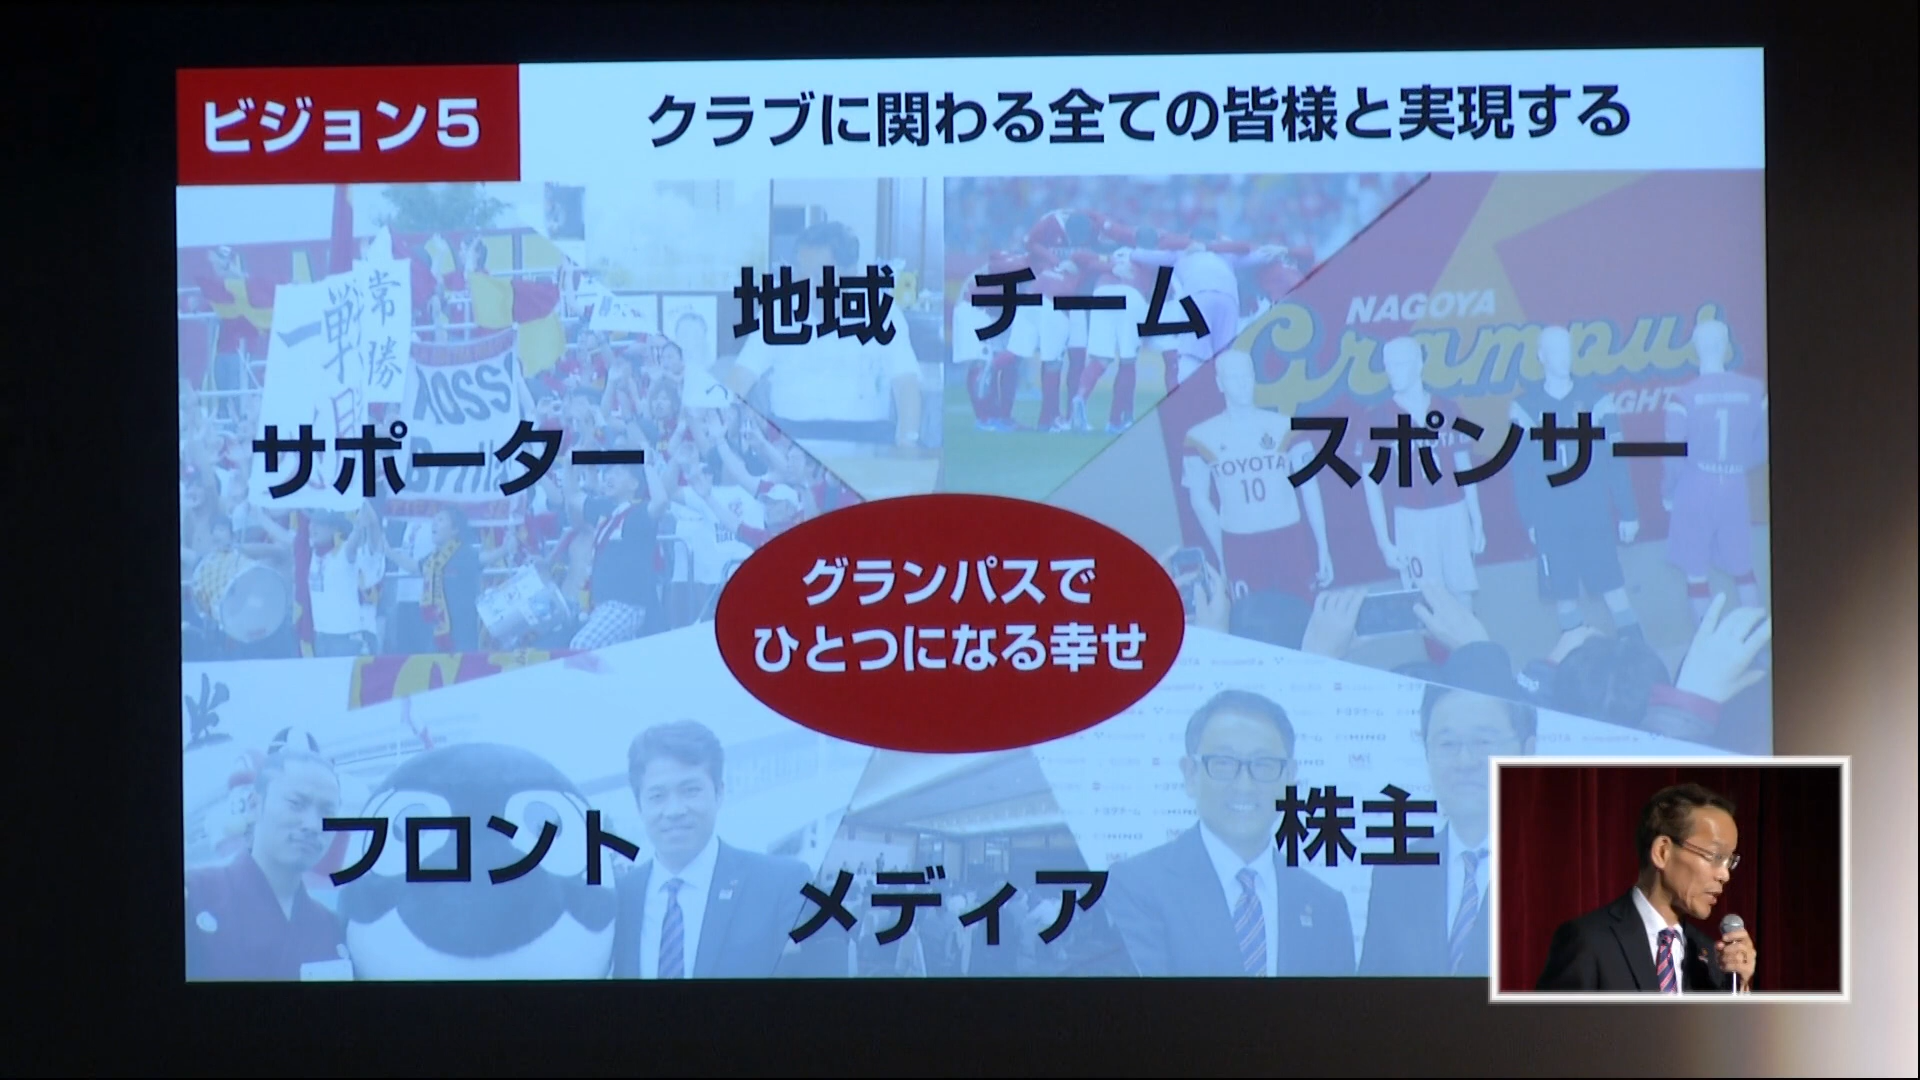 ビジョン5
クラブに関わる全ての皆様と実現する
地域
チーム
NAGOYA
Grampus
常勝
一戦
サポーター
スポンサー
TOYOTA
10
1
10
グランパスで
ひとつになる幸せ
フロント
メディア
株主